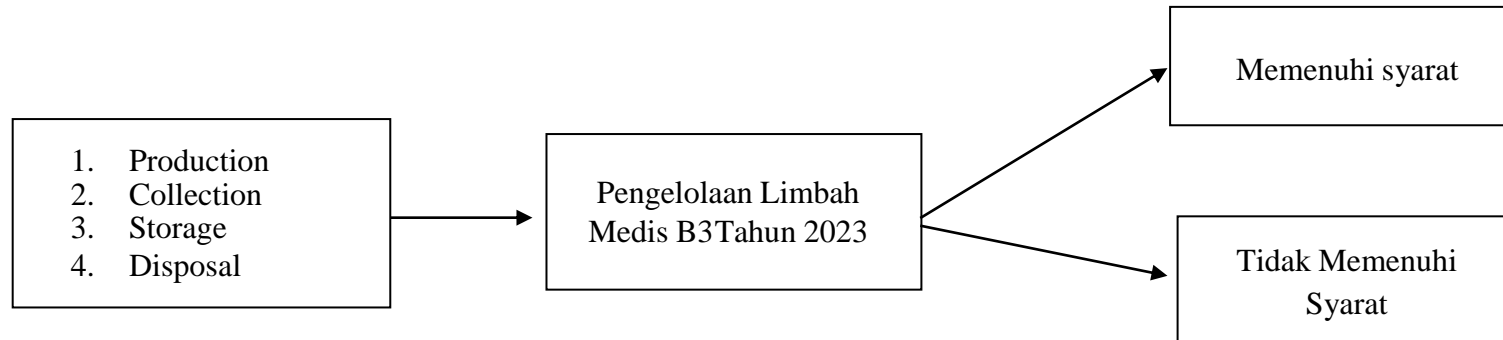 1. Production
2. Collection
3. Storage
4. Disposal
Pengelolaan Limbah
Medis B3Tahun 2023
Memenuhi syarat
Tidak Memenuhi
Syarat